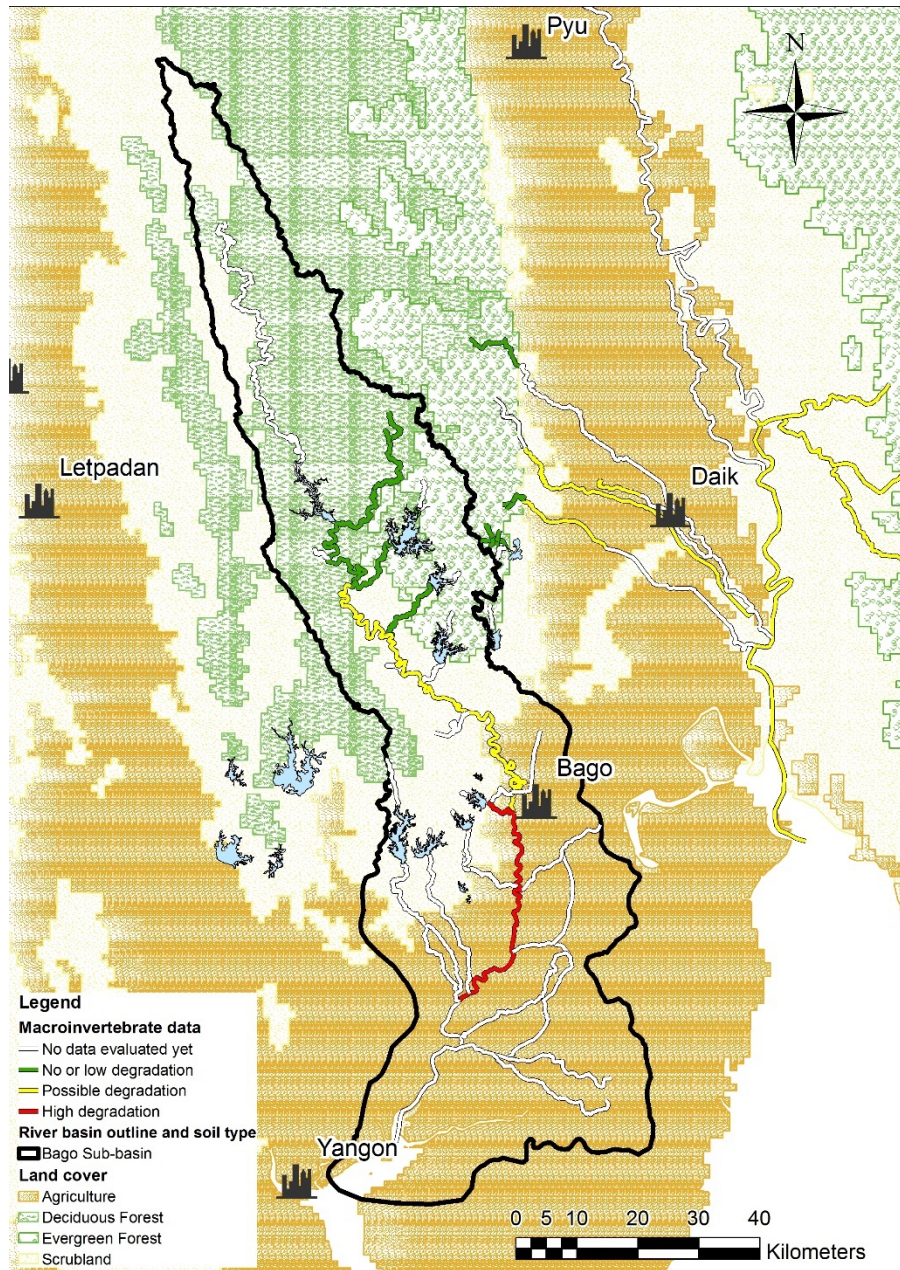 Pyu
N
Letpadan
Daik
Bago
Yangon
Legend
Macroinvertebrate data
No data evaluated yet
No or low degradation
Possible degradation
High degradation
River basin outline and soil type
Bago Sub-basin
Land cover
Agriculture
Deciduous Forest
Evergreen Forest
Scrubland
0 5 10 20 30 40
Kilometers